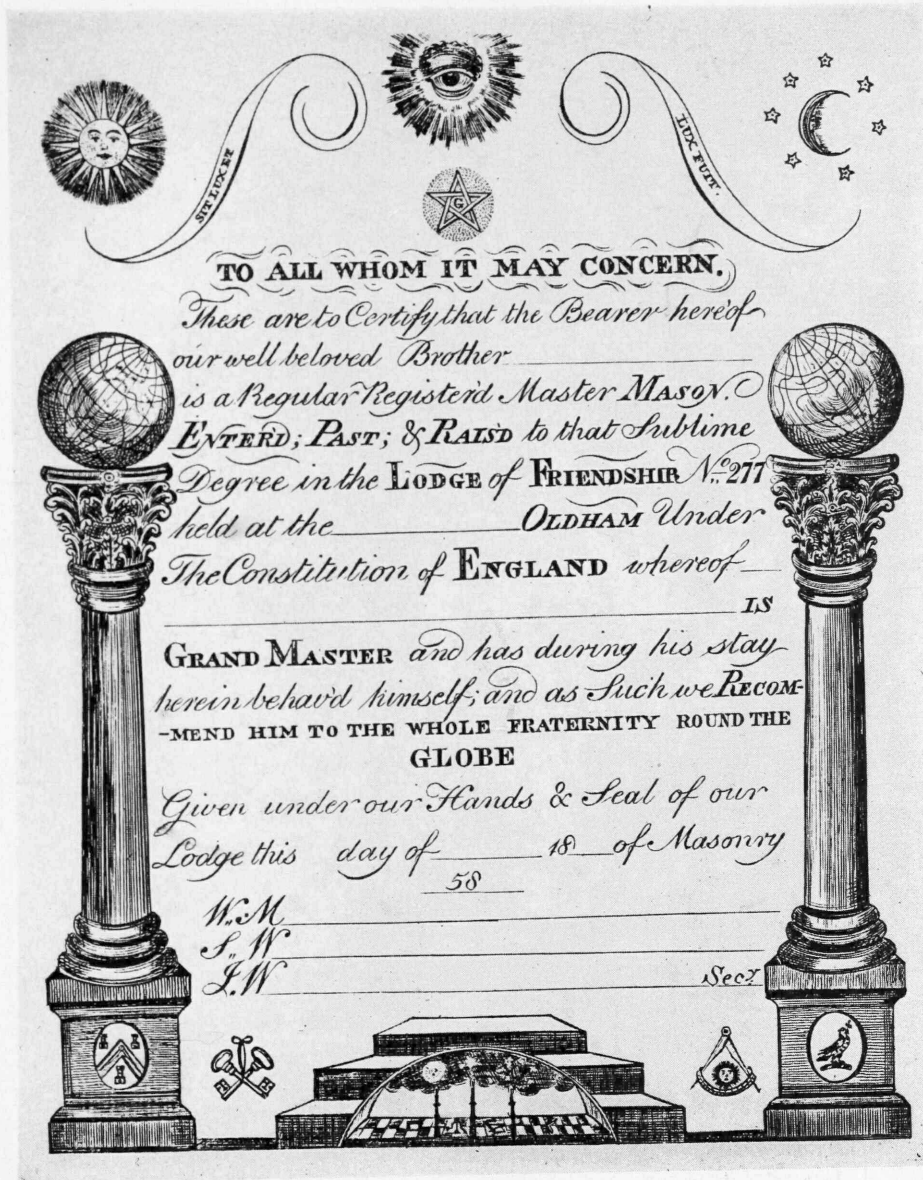 SIT LUX ET
LUX FUIT.
G
TO ALL WHOM IT MAY CONCERN.
These are to Certify that the Bearer hereof
our well beloved Brother
is a Regular Register'd Master MASON.
ENTER'D; PAST; & RAIS'D to that Sublime
Degree in the LODGE of FRIENDSHIP No. 277
held at the OLDHAM Under
The Constitution of ENGLAND whereof
IS
GRAND MASTER and has during his stay
herein behav'd himself; and as Such we RECOM-
-MEND HIM TO THE WHOLE FRATERNITY ROUND THE
GLOBE
Given under our Hands & Seal of our
Lodge this day of 18 of Masonry
58
W.M
S.,W
J.W Secy